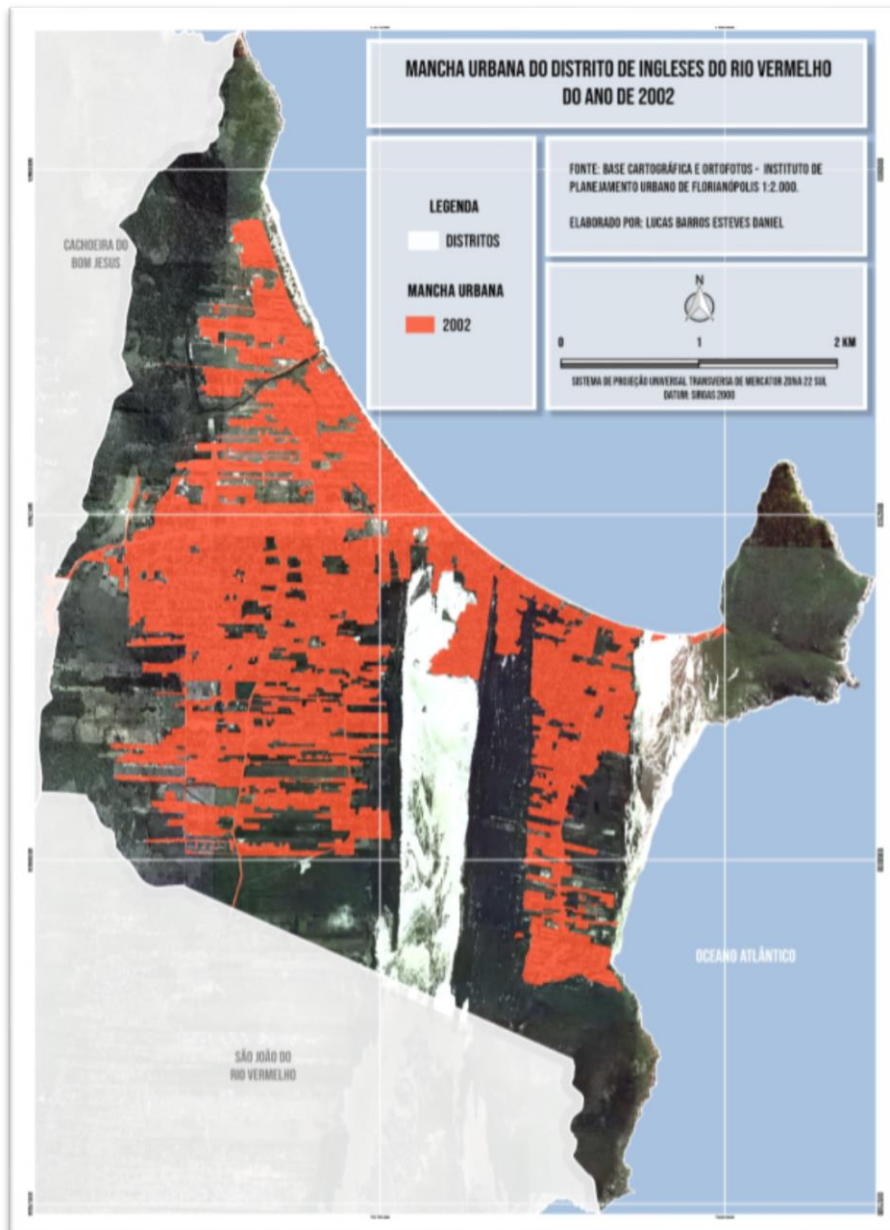 MANCHA URBANA DO DISTRITO DE INGLESES DO RIO VERMELHO
DO ANO DE 2002
LEGENDA
DISTRITOS
MANCHA URBANA
2002
FONTE: BASE CARTOGRÁFICA E ORTOFOTOS - INSTITUTO DE
PLANEJAMENTO URBANO DE FLORIANÓPOLIS 1:2.000.
ELABORADO POR: LUCAS BARROS ESTEVES DANIEL
N
0 1 2 KM
SISTEMA DE PROJEÇÃO UNIVERSAL TRANSVERSA DE MERCATOR ZONA 22 SUL
DATUM: SIRGAS 2000
CACHOEIRA DO
BOM JESUS
OCEANO ATLÂNTICO
SÃO JOÃO DO
RIO VERMELHO